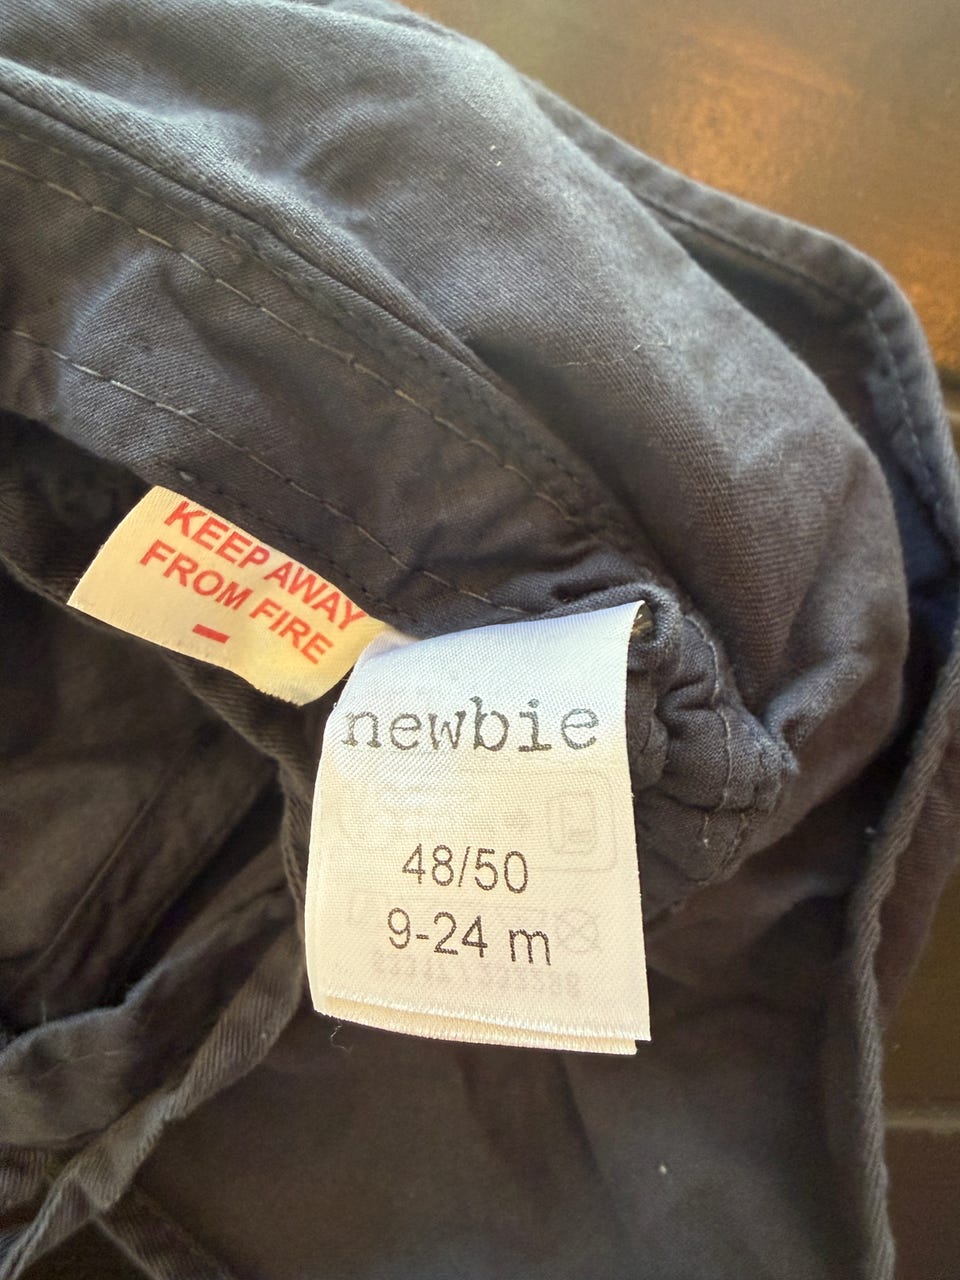 KEEP AWAY
FROM FIRE
newbie
48/50
9-24 m